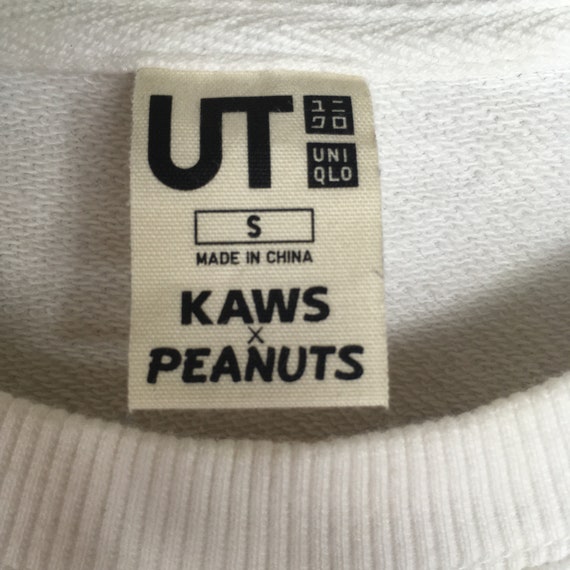 UT
ユニ
クロ
UNI
QLO
S
MADE IN CHINA
KAWS
×
PEANUTS